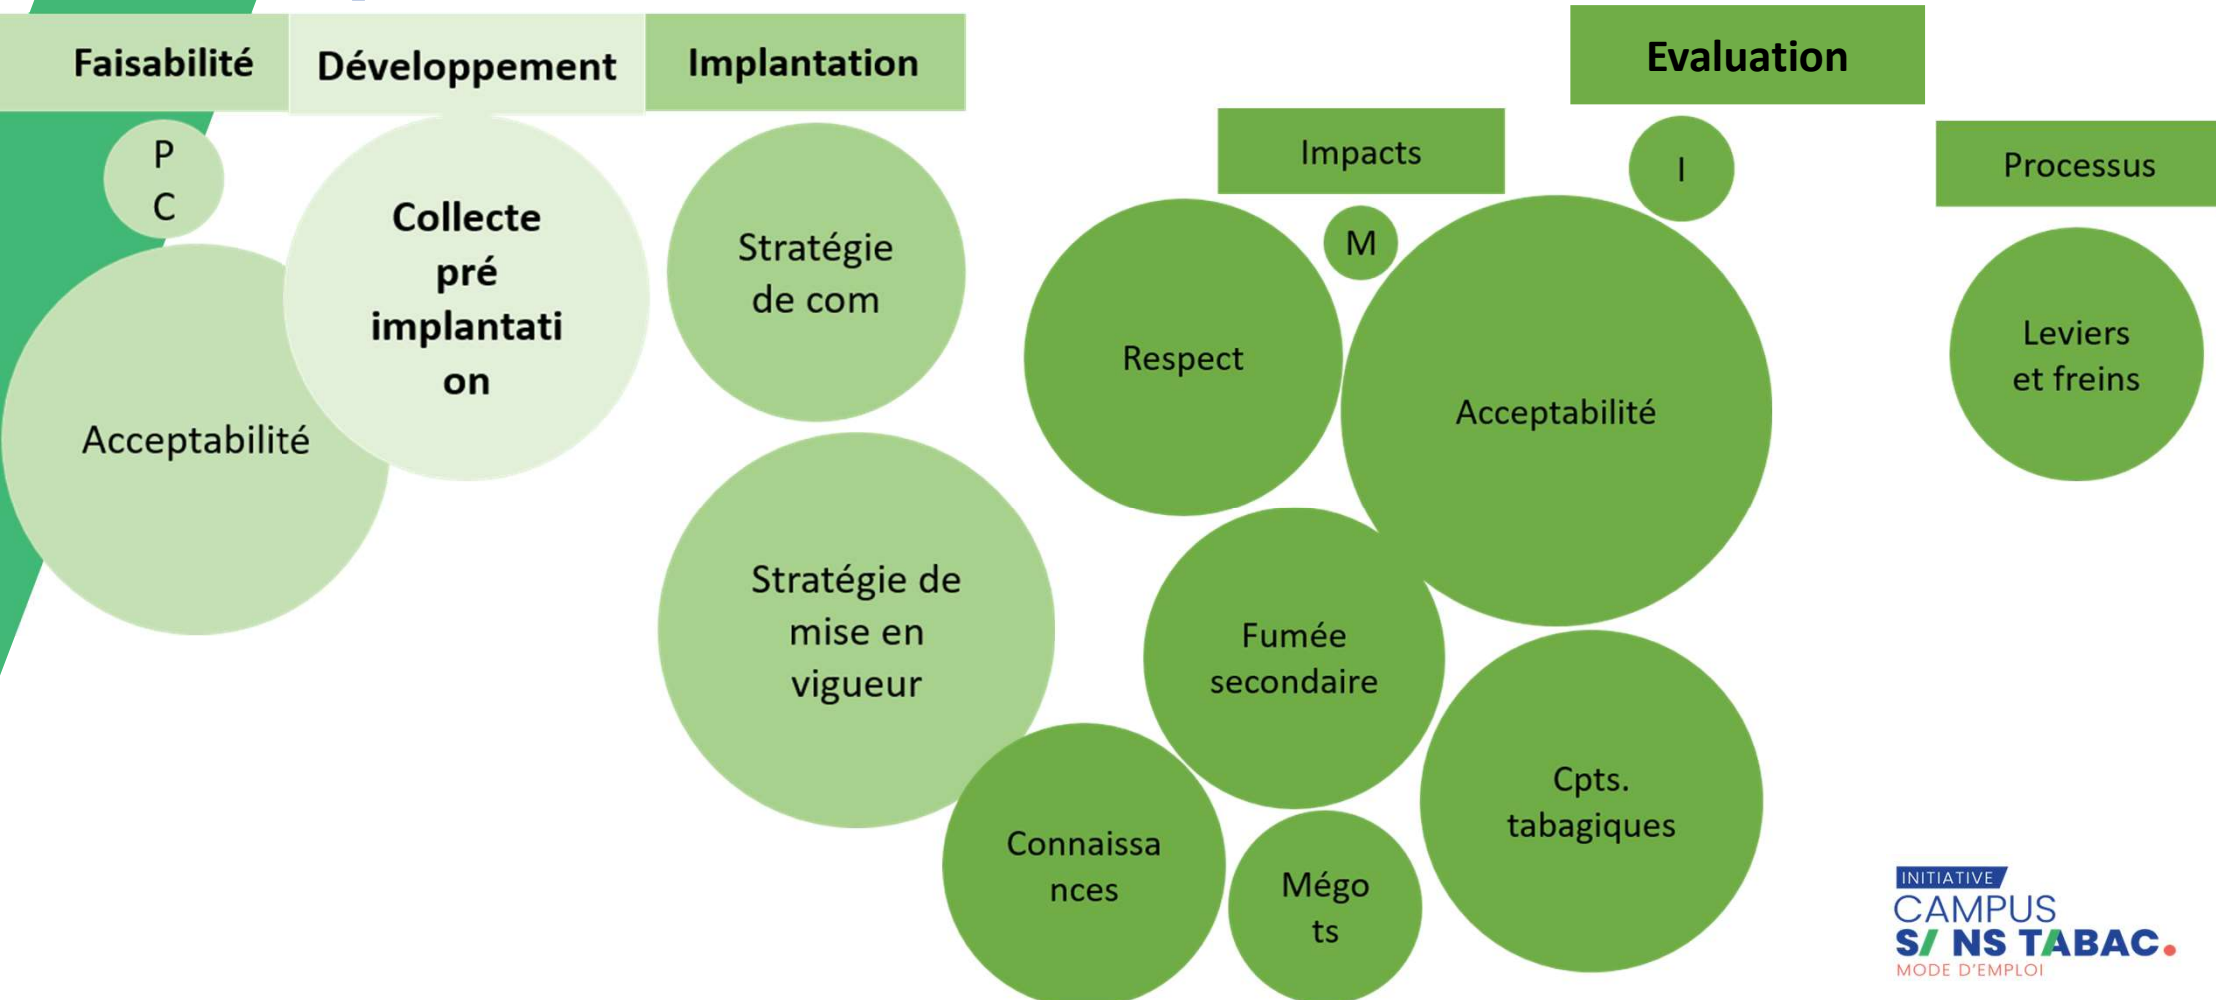 Faisabilité
Développement
Implantation
Evaluation
P
C
Acceptabilité
Collecte
pré
implantati
on
Stratégie
de com
Stratégie de
mise en
vigueur
Impacts
I
Processus
M
Respect
Acceptabilité
Leviers
et freins
Fumée
secondaire
Cpts.
tabagiques
Connaissa
nces
Mégo
ts
INITIATIVE
CAMPUS
S/ NS TABAC.
MODE D'EMPLOI